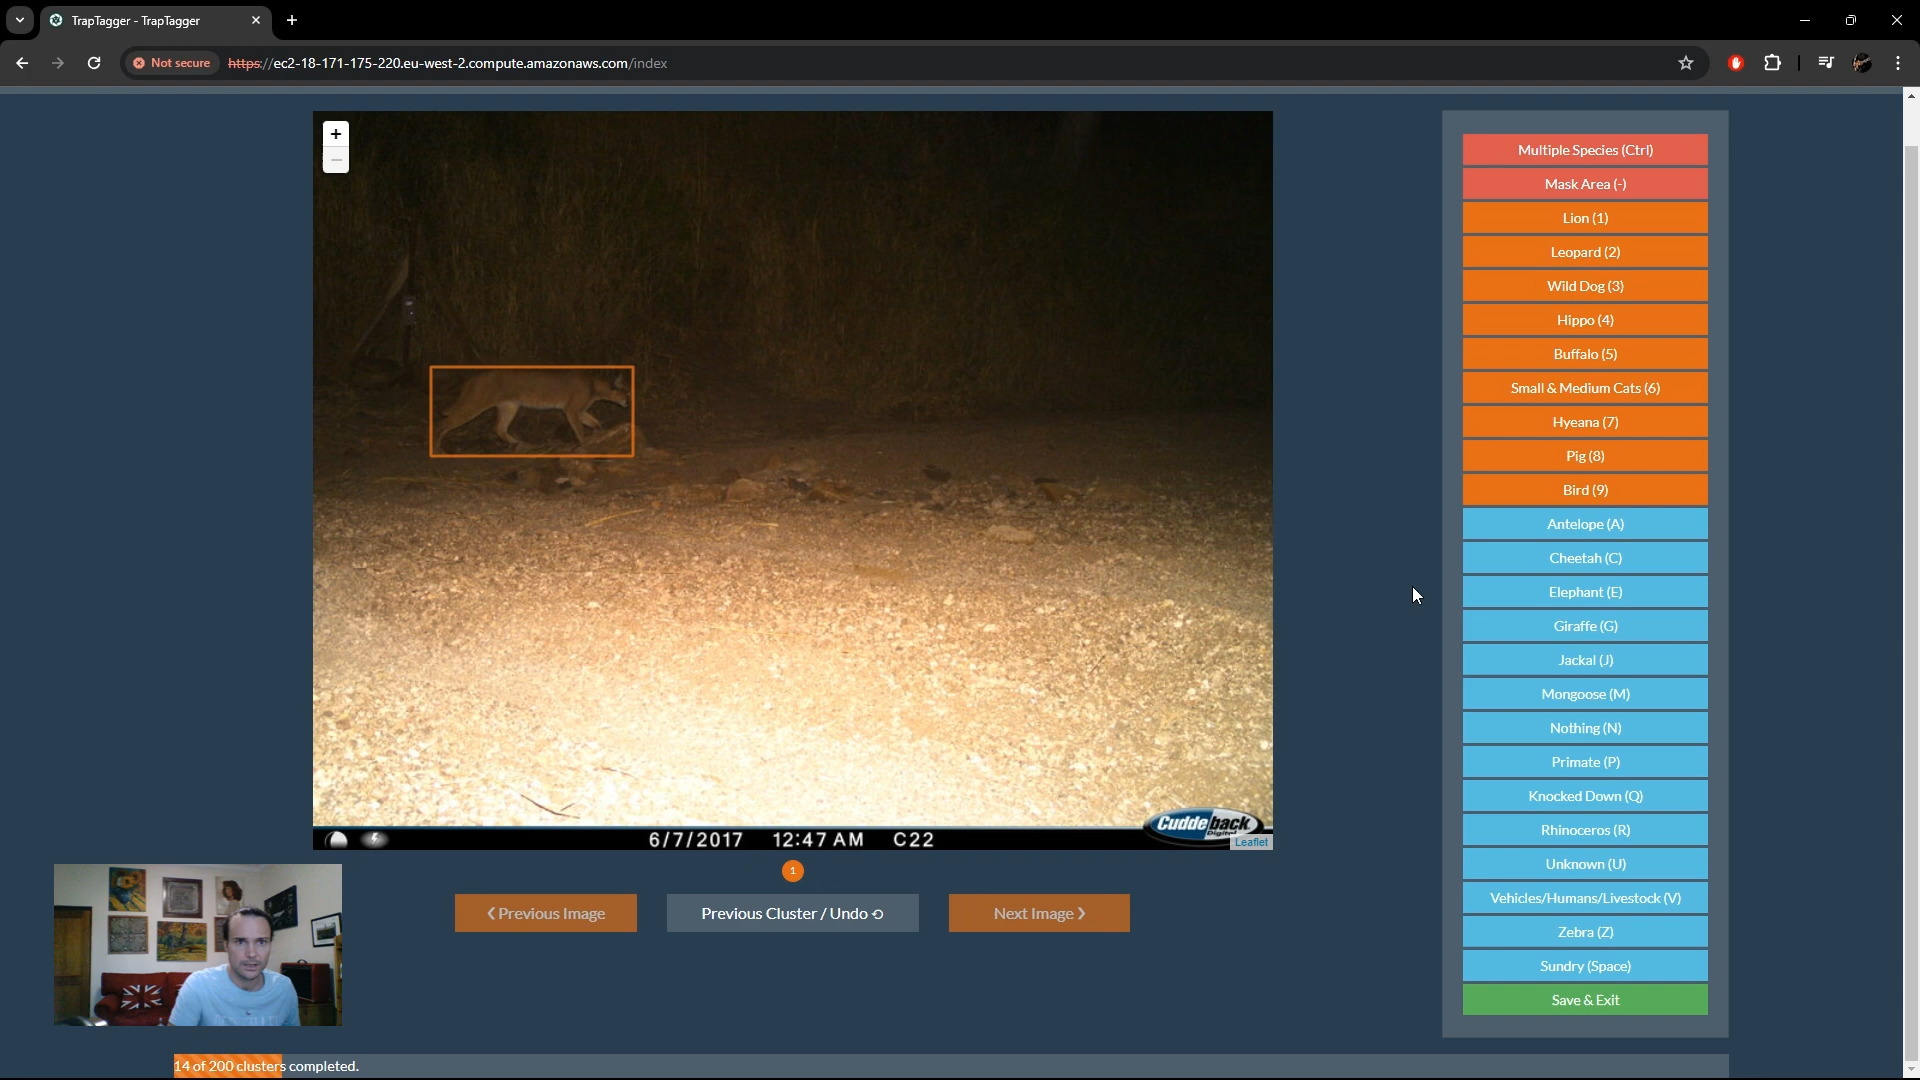 TrapTagger - TrapTagger
Not secure https://ec2-18-171-175-220.eu-west-2.compute.amazonaws.com/index
+
−
Multiple Species (Ctrl)
Mask Area (-)
Lion (1)
Leopard (2)
Wild Dog (3)
Hippo (4)
Buffalo (5)
Small & Medium Cats (6)
Hyeana (7)
Pig (8)
Bird (9)
Antelope (A)
Cheetah (C)
Elephant (E)
Giraffe (G)
Jackal (J)
Mongoose (M)
Nothing (N)
Primate (P)
Knocked Down (Q)
Rhinoceros (R)
Unknown (U)
Vehicles/Humans/Livestock (V)
Zebra (Z)
Sundry (Space)
Save & Exit
6/7/2017 12:47 AM C22
Cuddeback
Digital
Leaflet
1
Previous Image
Previous Cluster / Undo
Next Image
14 of 200 clusters completed.